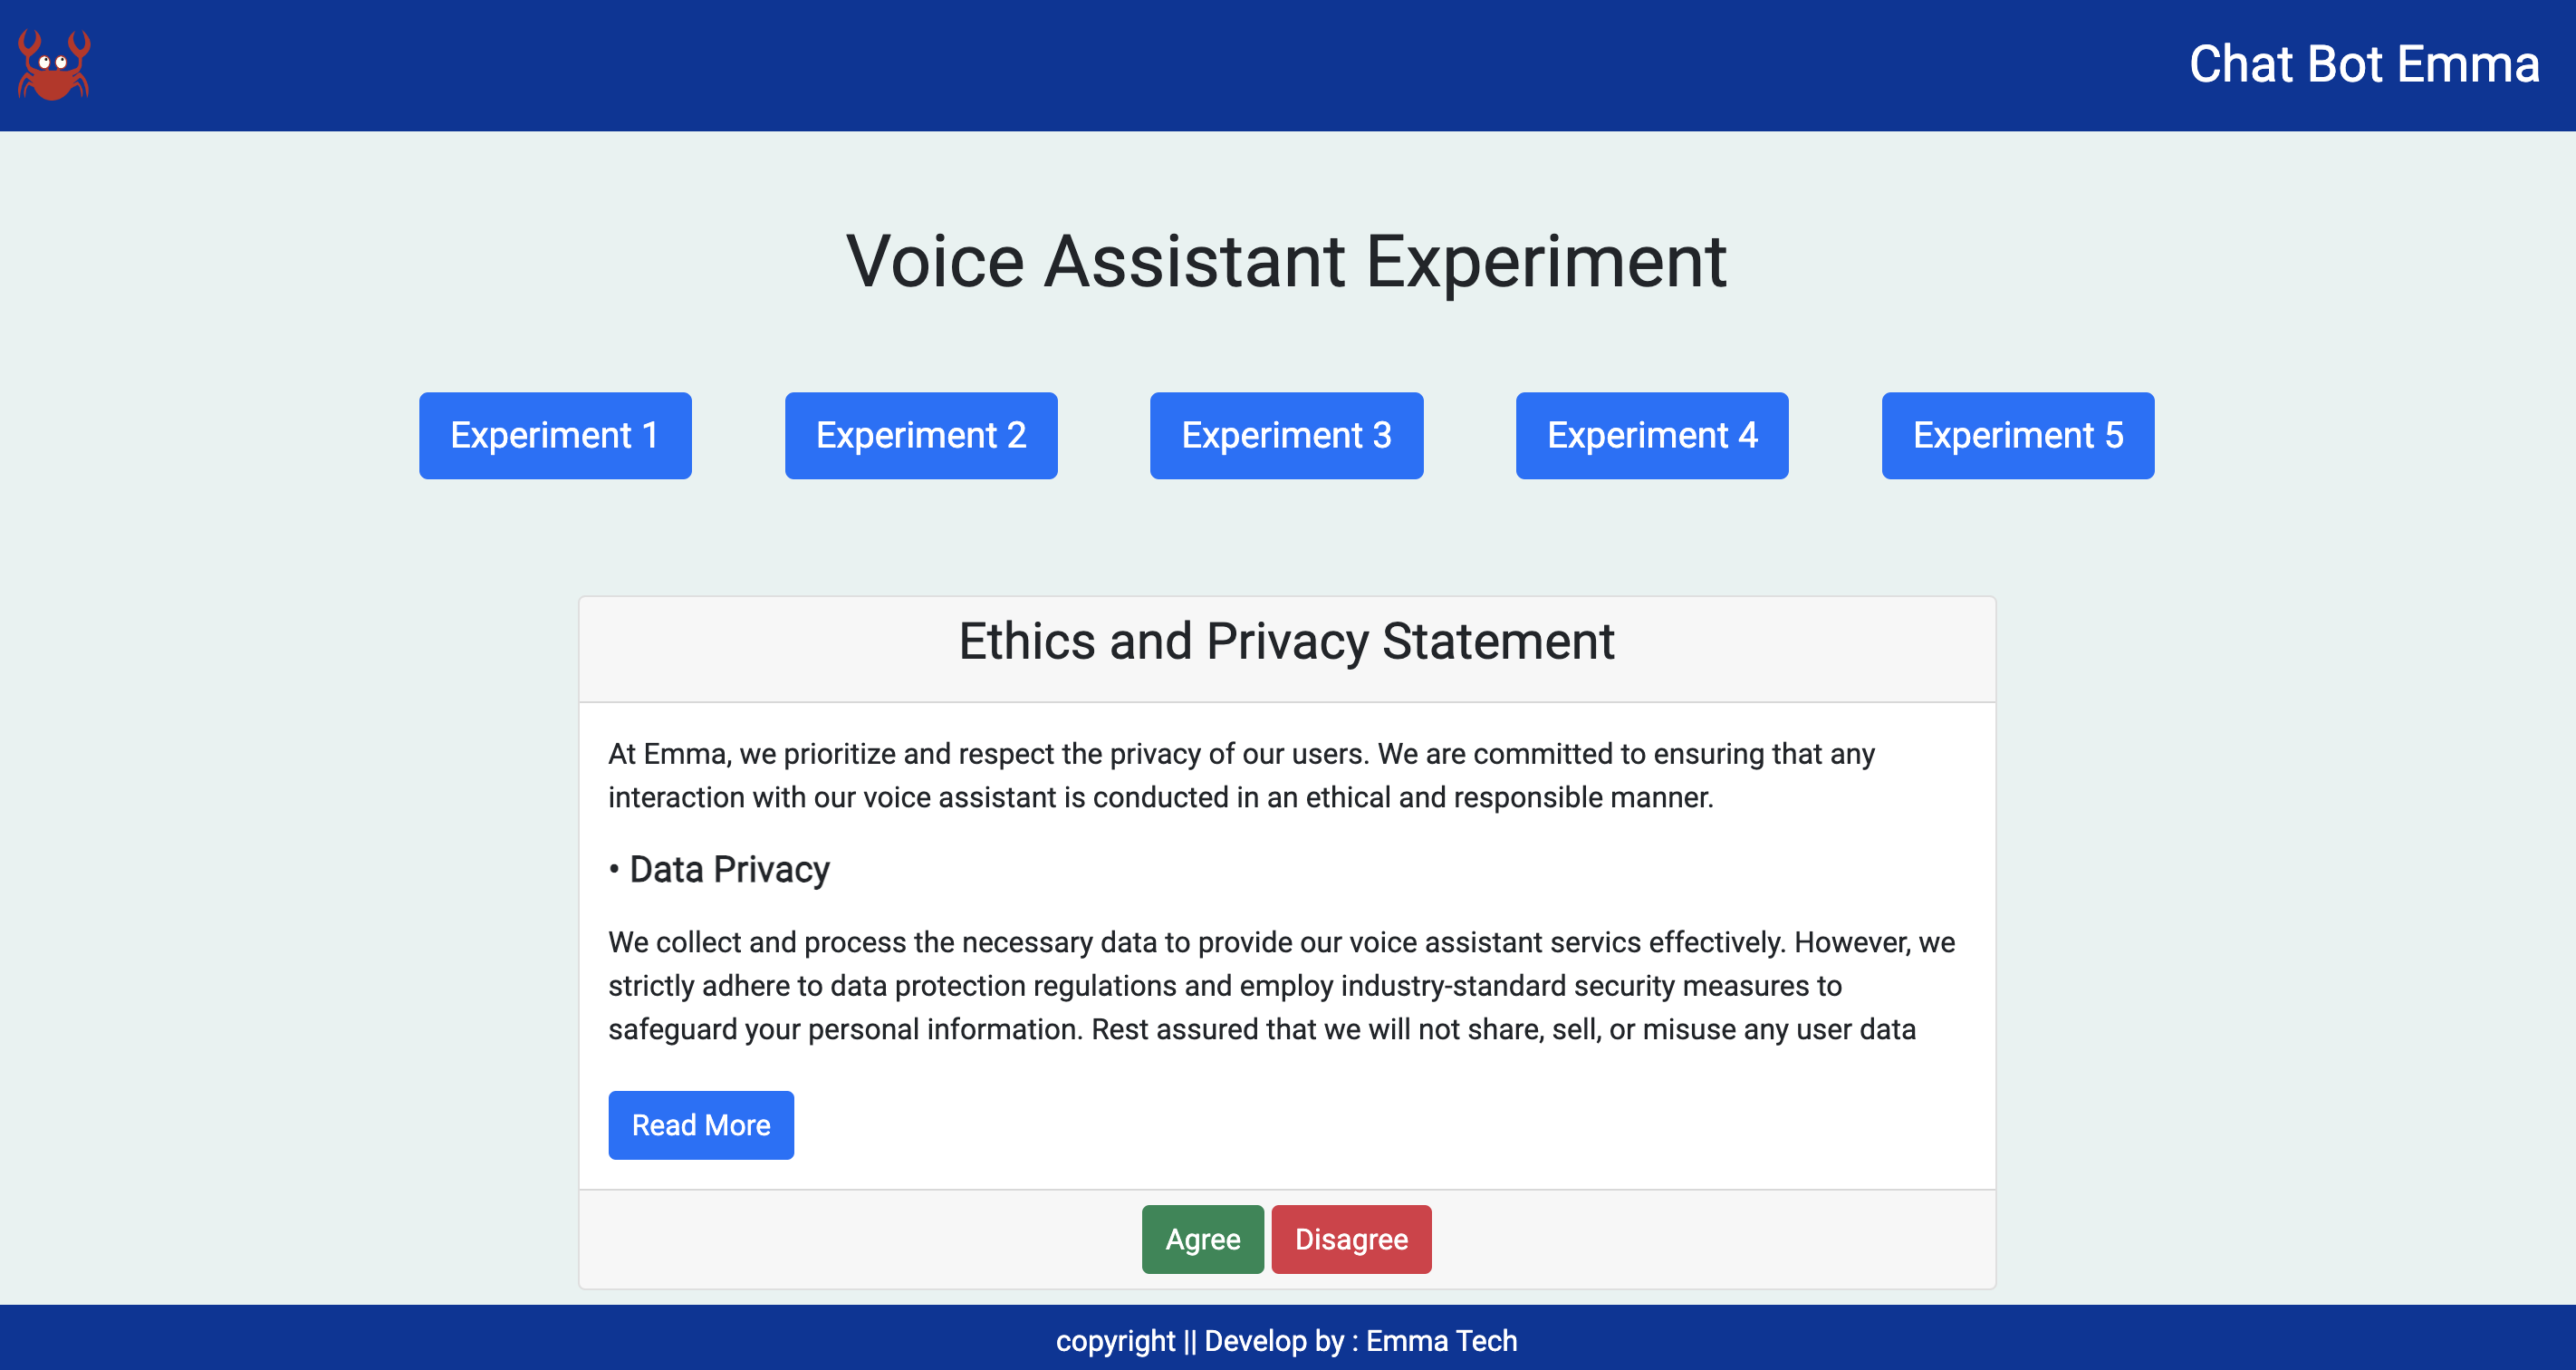 Chat Bot Emma
Voice Assistant Experiment
Experiment 1
Experiment 2
Experiment 3
Experiment 4
Experiment 5
Ethics and Privacy Statement
At Emma, we prioritize and respect the privacy of our users. We are committed to ensuring that any
interaction with our voice assistant is conducted in an ethical and responsible manner.
• Data Privacy
We collect and process the necessary data to provide our voice assistant servics effectively. However, we
strictly adhere to data protection regulations and employ industry-standard security measures to
safeguard your personal information. Rest assured that we will not share, sell, or misuse any user data
Read More
Agree
Disagree
copyright || Develop by : Emma Tech